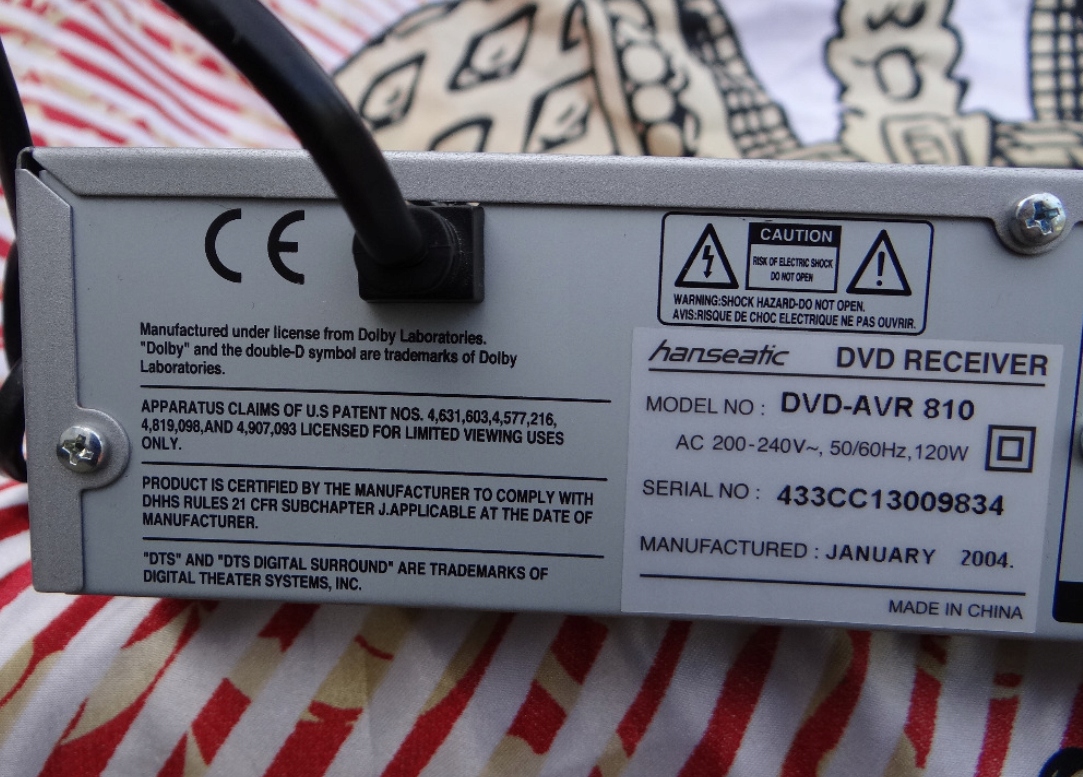 CE
Manufactured under license from Dolby Laboratories.
"Dolby" and the double-D symbol are trademarks of Dolby
Laboratories.
APPARATUS CLAIMS OF U.S PATENT NOS. 4,631,603,4,577,216,
4,819,098,AND 4,907,093 LICENSED FOR LIMITED VIEWING USES
ONLY.
PRODUCT IS CERTIFIED BY THE MANUFACTURER TO COMPLY WITH
DHHS RULES 21 CFR SUBCHAPTER J.APPLICABLE AT THE DATE OF
MANUFACTURER.
"DTS" AND "DTS DIGITAL SURROUND" ARE TRADEMARKS OF
DIGITAL THEATER SYSTEMS, INC.
CAUTION
RISK OF ELECTRIC SHOCK
DO NOT OPEN
WARNING:SHOCK HAZARD-DO NOT OPEN.
AVIS:RISQUE DE CHOC ELECTRIQUE NE PAS OUVRIR.
hanseatic DVD RECEIVER
MODEL NO : DVD-AVR 810
AC 200-240V~, 50/60Hz,120W
SERIAL NO : 433CC13009834
MANUFACTURED : JANUARY 2004.
MADE IN CHINA